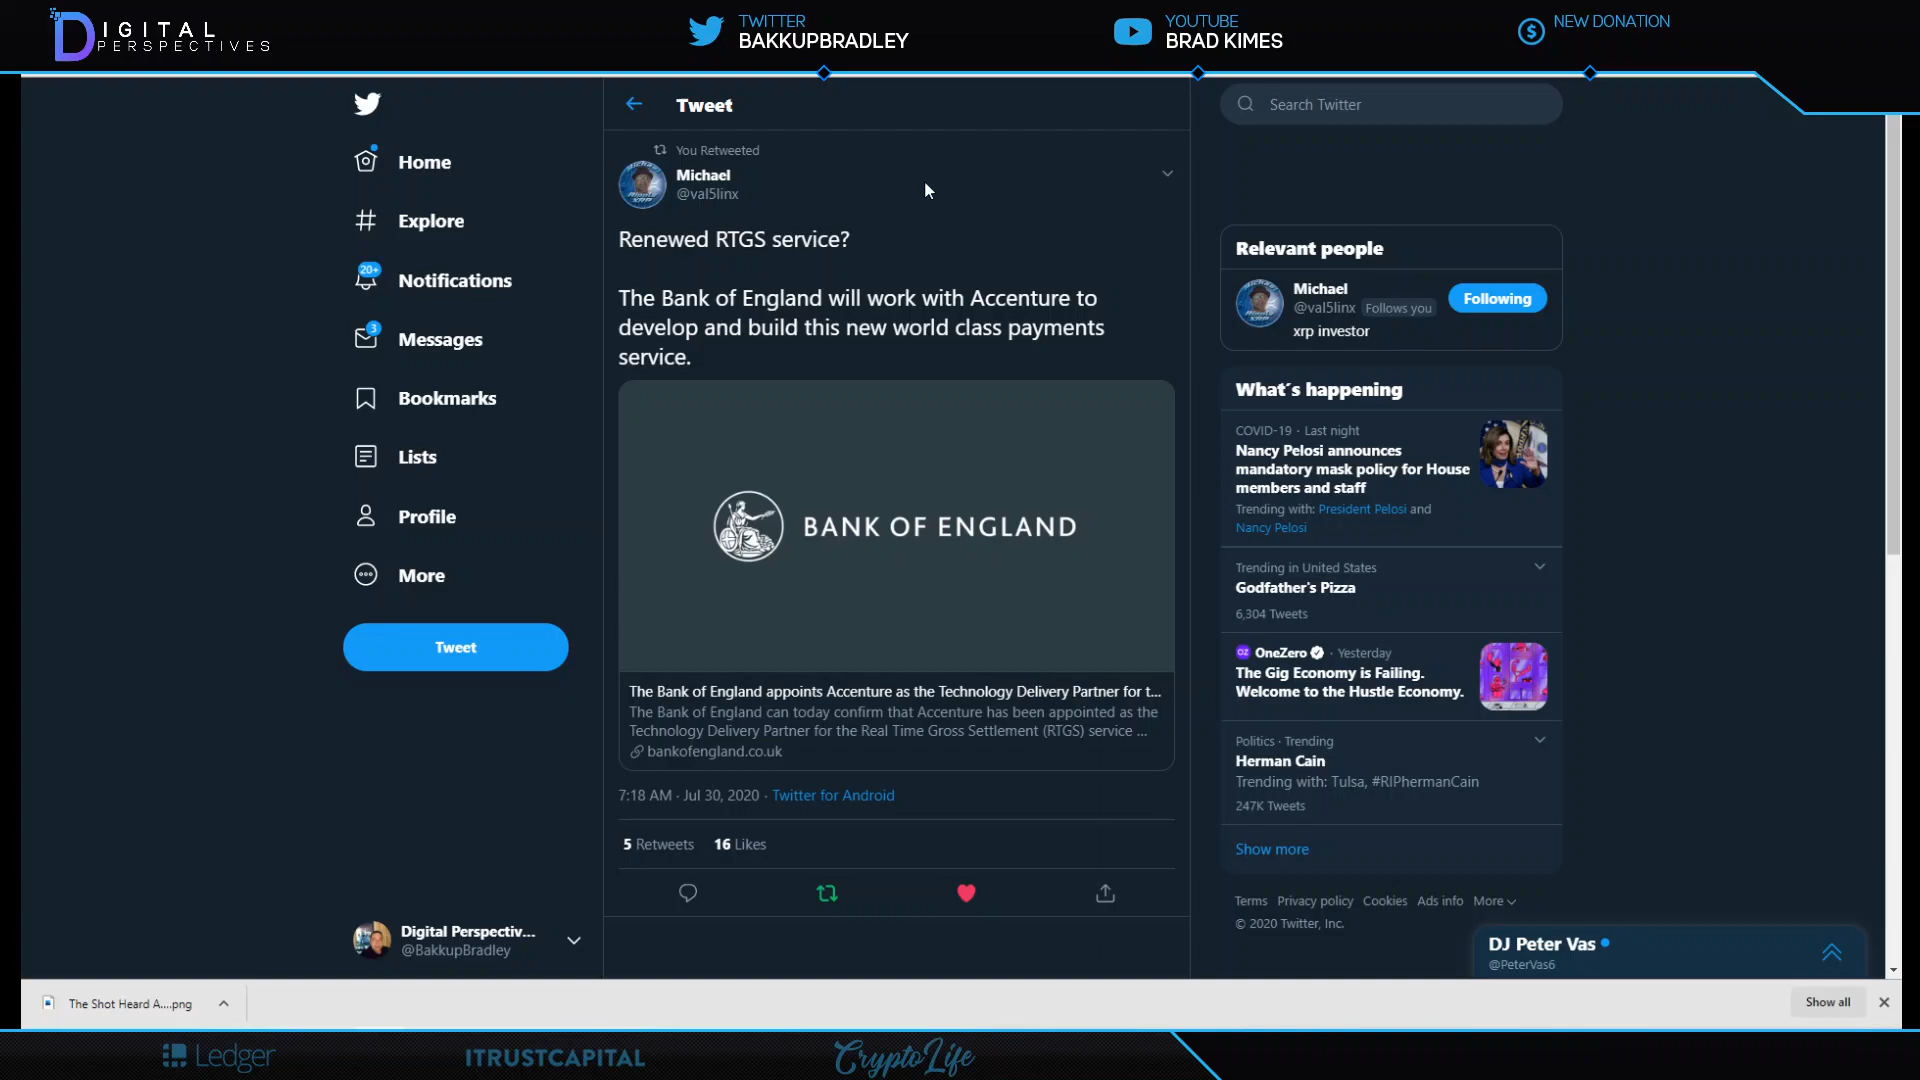 DIGITAL
PERSPECTIVES
TWITTER
BAKKUPBRADLEY
YOUTUBE
BRAD KIMES
NEW DONATION
Home
Explore
20+
Notifications
3
Messages
Bookmarks
Lists
Profile
More
Tweet
Digital Perspectiv...
@BakkupBradley
Tweet
You Retweeted
Michael
@val5linx
Renewed RTGS service?
The Bank of England will work with Accenture to
develop and build this new world class payments
service.
BANK OF ENGLAND
The Bank of England appoints Accenture as the Technology Delivery Partner for t...
The Bank of England can today confirm that Accenture has been appointed as the
Technology Delivery Partner for the Real Time Gross Settlement (RTGS) service ...
bankofengland.co.uk
7:18 AM · Jul 30, 2020 · Twitter for Android
5 Retweets 16 Likes
Search Twitter
Relevant people
Michael
@val5linx Follows you
Following
xrp investor
What's happening
COVID-19 · Last night
Nancy Pelosi announces
mandatory mask policy for House
members and staff
Trending with: President Pelosi and
Nancy Pelosi
Trending in United States
Godfather's Pizza
6,304 Tweets
OZ OneZero · Yesterday
The Gig Economy is Failing.
Welcome to the Hustle Economy.
Politics · Trending
Herman Cain
Trending with: Tulsa, #RIPhermanCain
247K Tweets
Show more
Terms Privacy policy Cookies Ads info More
© 2020 Twitter, Inc.
DJ Peter Vas
@PeterVas6
The Shot Heard A....png
Show all
Ledger
ITRUSTCAPITAL
CryptoLife